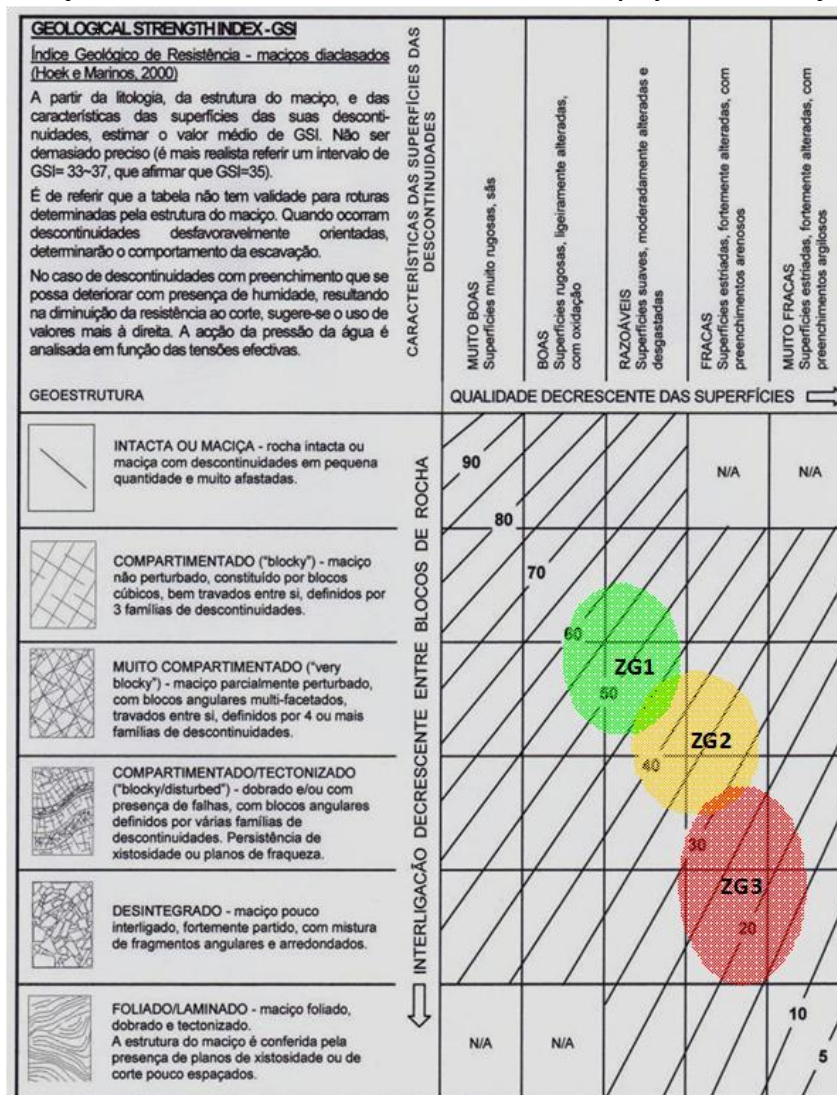 GEOLOGICAL STRENGTH INDEX - GSI
Índice Geológico de Resistência - maciços diaclasados
(Hoek e Marinos, 2000)
A partir da litologia, da estrutura do maciço, e das
características das superfícies das suas desconti-
nuidades, estimar o valor médio de GSI. Não ser
demasiado preciso (é mais realista referir um intervalo de
GSI= 33~37, que afirmar que GSI=35).
É de referir que a tabela não tem validade para roturas
determinadas pela estrutura do maciço. Quando ocorram
descontinuidades desfavoravelmente orientadas,
determinarão o comportamento da escavação.
No caso de descontinuidades com preenchimento que se
possa deteriorar com presença de humidade, resultando
na diminuição da resistência ao corte, sugere-se o uso de
valores mais à direita. A acção da pressão da água é
analisada em função das tensões efectivas.
GEOESTRUTURA
CARACTERÍSTICAS DAS SUPERFÍCIES DAS
DESCONTINUIDADES
MUITO BOAS
Superfícies muito rugosas, sãs
BOAS
Superfícies rugosas, ligeiramente alteradas,
com oxidação
RAZOÁVEIS
Superfícies suaves, moderadamente alteradas e
desgastadas
FRACAS
Superfícies estriadas, fortemente alteradas, com
preenchimentos arenosos
MUITO FRACAS
Superfícies estriadas, fortemente alteradas, com
preenchimentos argilosos
QUALIDADE DECRESCENTE DAS SUPERFÍCIES
INTERLIGAÇÃO DECRESCENTE ENTRE BLOCOS DE ROCHA
INTACTA OU MACIÇA - rocha intacta ou
maciça com descontinuidades em pequena
quantidade e muito afastadas.
90
N/A
N/A
80
COMPARTIMENTADO ("blocky") - maciço
não perturbado, constituído por blocos
cúbicos, bem travados entre si, definidos por
3 famílias de descontinuidades.
70
60
MUITO COMPARTIMENTADO ("very
blocky") - maciço parcialmente perturbado,
com blocos angulares multi-facetados,
travados entre si, definidos por 4 ou mais
famílias de descontinuidades.
ZG1
50
ZG2
40
COMPARTIMENTADO/TECTONIZADO
("blocky/disturbed") - dobrado e/ou com
presença de falhas, com blocos angulares
definidos por várias famílias de
descontinuidades. Persistência de
xistosidade ou planos de fraqueza.
30
DESINTEGRADO - maciço pouco
interligado, fortemente partido, com mistura
de fragmentos angulares e arredondados.
ZG3
20
FOLIADO/LAMINADO - maciço foliado,
dobrado e tectonizado.
A estrutura do maciço é conferida pela
presença de planos de xistosidade ou de
corte pouco espaçados.
N/A
N/A
10
5